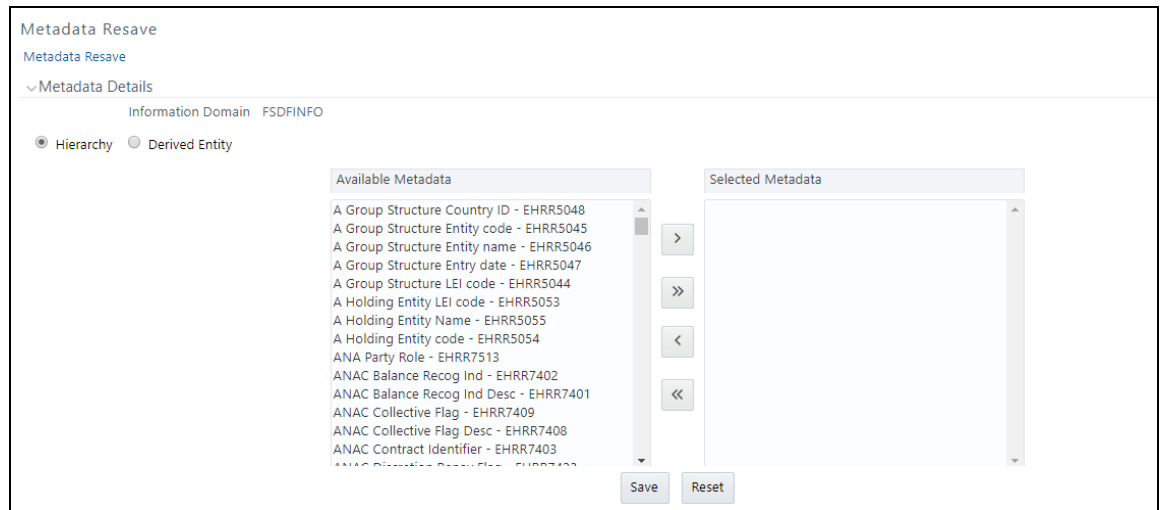 Metadata Resave
Metadata Resave
Metadata Details
Information Domain FSDFINFO
Hierarchy Derived Entity
Available Metadata Selected Metadata
A Group Structure Country ID - EHRR5048
A Group Structure Entity code - EHRR5045
A Group Structure Entity name - EHRR5046
A Group Structure Entry date - EHRR5047
A Group Structure LEI code - EHRR5044
A Holding Entity LEI code - EHRR5053
A Holding Entity Name - EHRR5055
A Holding Entity code - EHRR5054
ANA Party Role - EHRR7513
ANAC Balance Recog Ind - EHRR7402
ANAC Balance Recog Ind Desc - EHRR7401
ANAC Collective Flag - EHRR7409
ANAC Collective Flag Desc - EHRR7408
ANAC Contract Identifier - EHRR7403
Save Reset